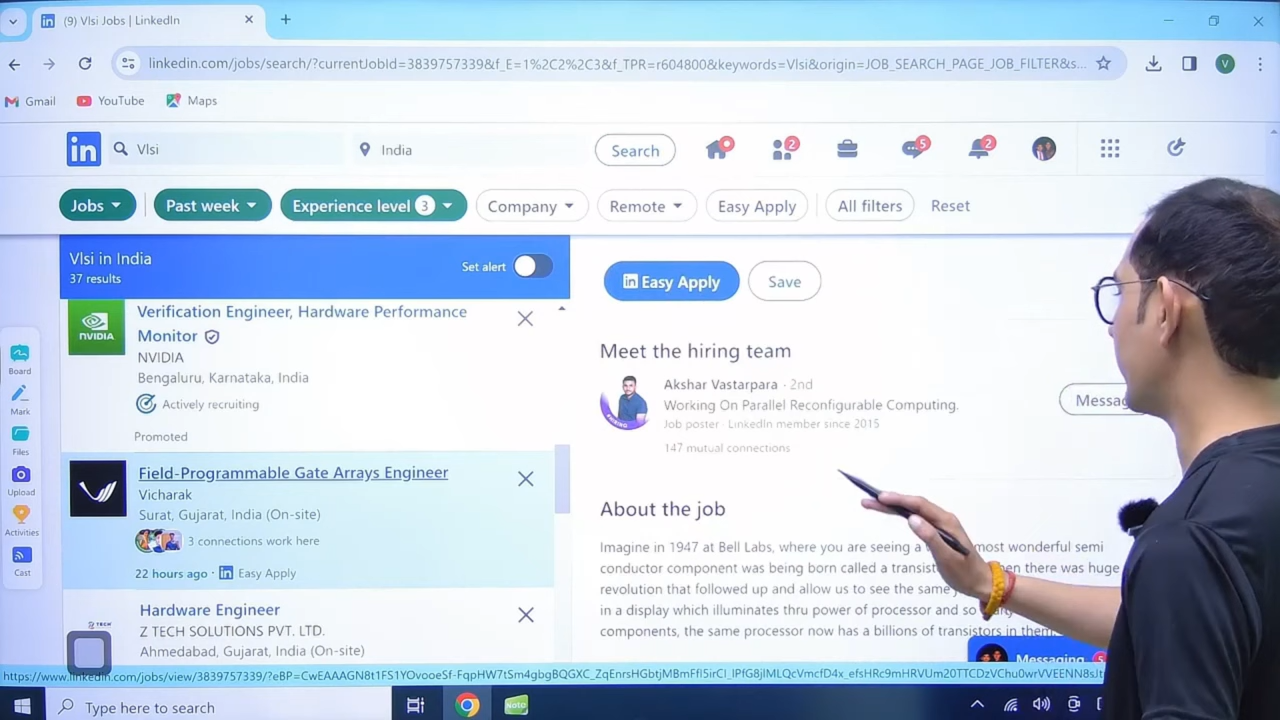 (9) Vlsi Jobs | LinkedIn
linkedin.com/jobs/search/?currentJobId=3839757339&f_E=1%2C2%2C3&f_TPR=r604800&keywords=Vlsi&origin=JOB_SEARCH_PAGE_JOB_FILTER&s...
V
Gmail
YouTube
Maps
in
Vlsi
India
Search
2
5
2
Jobs
Past week
Experience level 3
Company
Remote
Easy Apply
All filters
Reset
Vlsi in India
37 results
Set alert
NVIDIA
Verification Engineer, Hardware Performance
Monitor
NVIDIA
Bengaluru, Karnataka, India
Actively recruiting
Promoted
Field-Programmable Gate Arrays Engineer
Vicharak
Surat, Gujarat, India (On-site)
3 connections work here
22 hours ago · in Easy Apply
Z TECH
Hardware Engineer
Z TECH SOLUTIONS PVT. LTD.
Ahmedabad, Gujarat, India (On-site)
in Easy Apply
Save
Meet the hiring team
Akshar Vastarpara · 2nd
Working On Parallel Reconfigurable Computing.
Job poster · LinkedIn member since 2015
147 mutual connections
About the job
Imagine in 1947 at Bell Labs, where you are seeing a most wonderful semi
conductor component was being born called a there was huge
revolution that followed up and allow us to see the same
in a display which illuminates thru power of processor and so
components, the same processor now has a billions of transistors in them.
Messaging
5
Board
Mark
Files
Upload
Activities
Cast
Type here to search